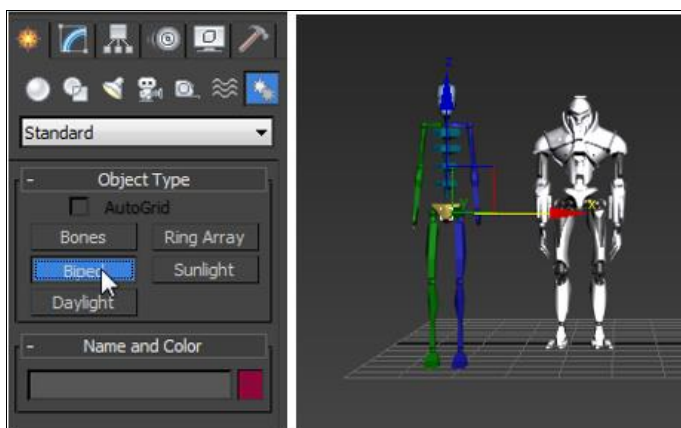 Standard
- Object Type
AutoGrid
Bones Ring Array
Biped Sunlight
Daylight
- Name and Color
x